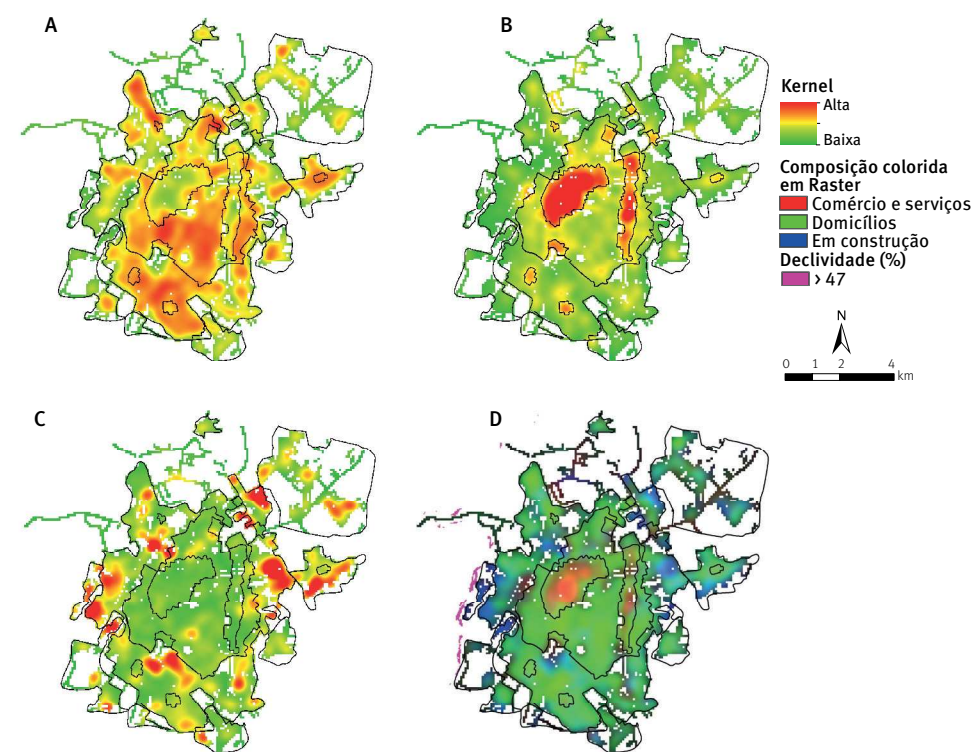 A
B
Kernel
Alta
Baixa
Composição colorida
em Raster
Comércio e serviços
Domicílios
Em construção
Declividade (%)
> 47
N
0 1 2 4
km
C
D